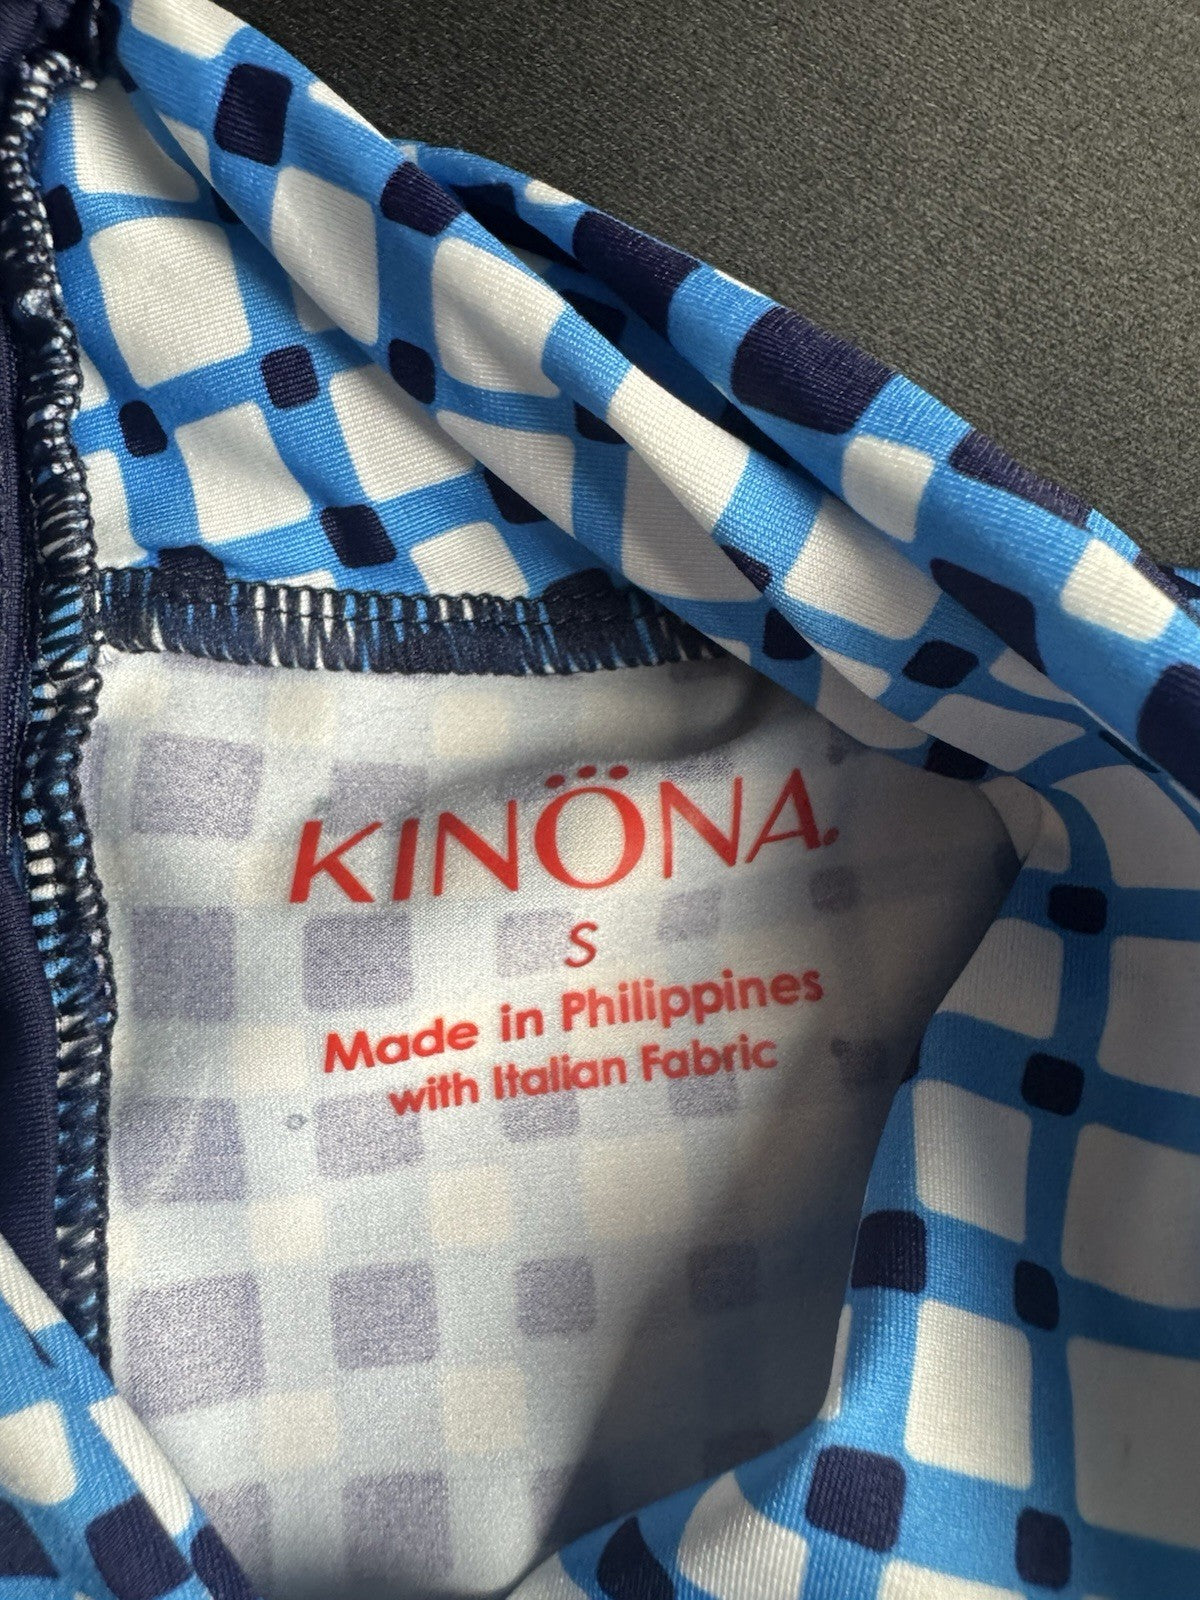 KINÖNA.
S
Made in Philippines
with Italian Fabric